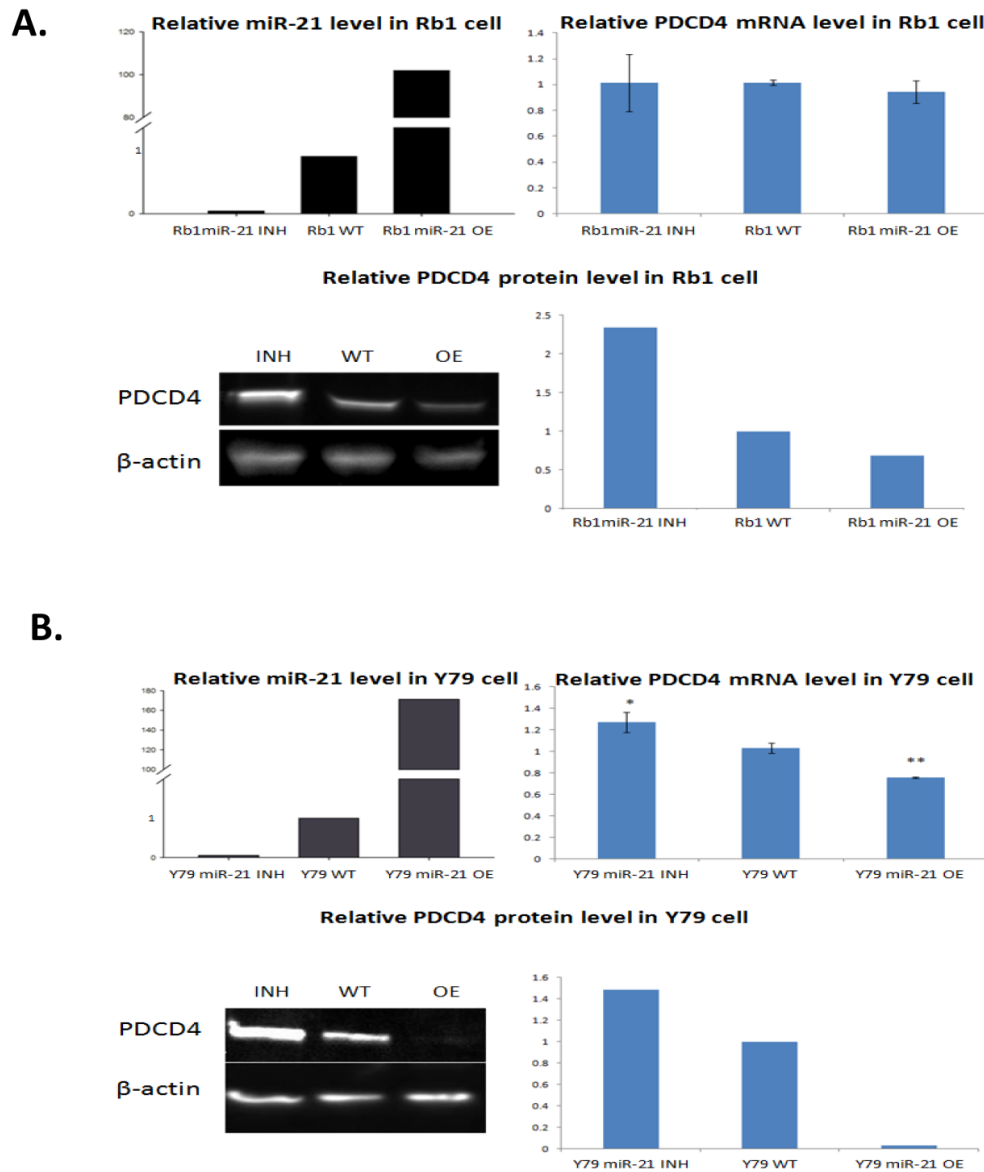 A.
Relative miR-21 level in Rb1 cell
120
100
80
1
0
Rb1miR-21 INH Rb1 WT Rb1 miR-21 OE
Relative PDCD4 mRNA level in Rb1 cell
1.4
1.2
1
0.8
0.6
0.4
0.2
0
Rb1miR-21 INH Rb1 WT Rb1 miR-21 OE
Relative PDCD4 protein level in Rb1 cell
INH WT OE
PDCD4
β-actin
2.5
2
1.5
1
0.5
0
Rb1miR-21 INH Rb1 WT Rb1 miR-21 OE
B.
Relative miR-21 level in Y79 cell
180
160
140
120
100
1
0
Y79 miR-21 INH Y79 WT Y79 miR-21 OE
Relative PDCD4 mRNA level in Y79 cell
1.6
1.4
1.2
1
0.8
0.6
0.4
0.2
0
*
**
Y79 miR-21 INH Y79 WT Y79 miR-21 OE
Relative PDCD4 protein level in Y79 cell
INH WT OE
PDCD4
β-actin
1.6
1.4
1.2
1
0.8
0.6
0.4
0.2
0
Y79 miR-21 INH Y79 WT Y79 miR-21 OE